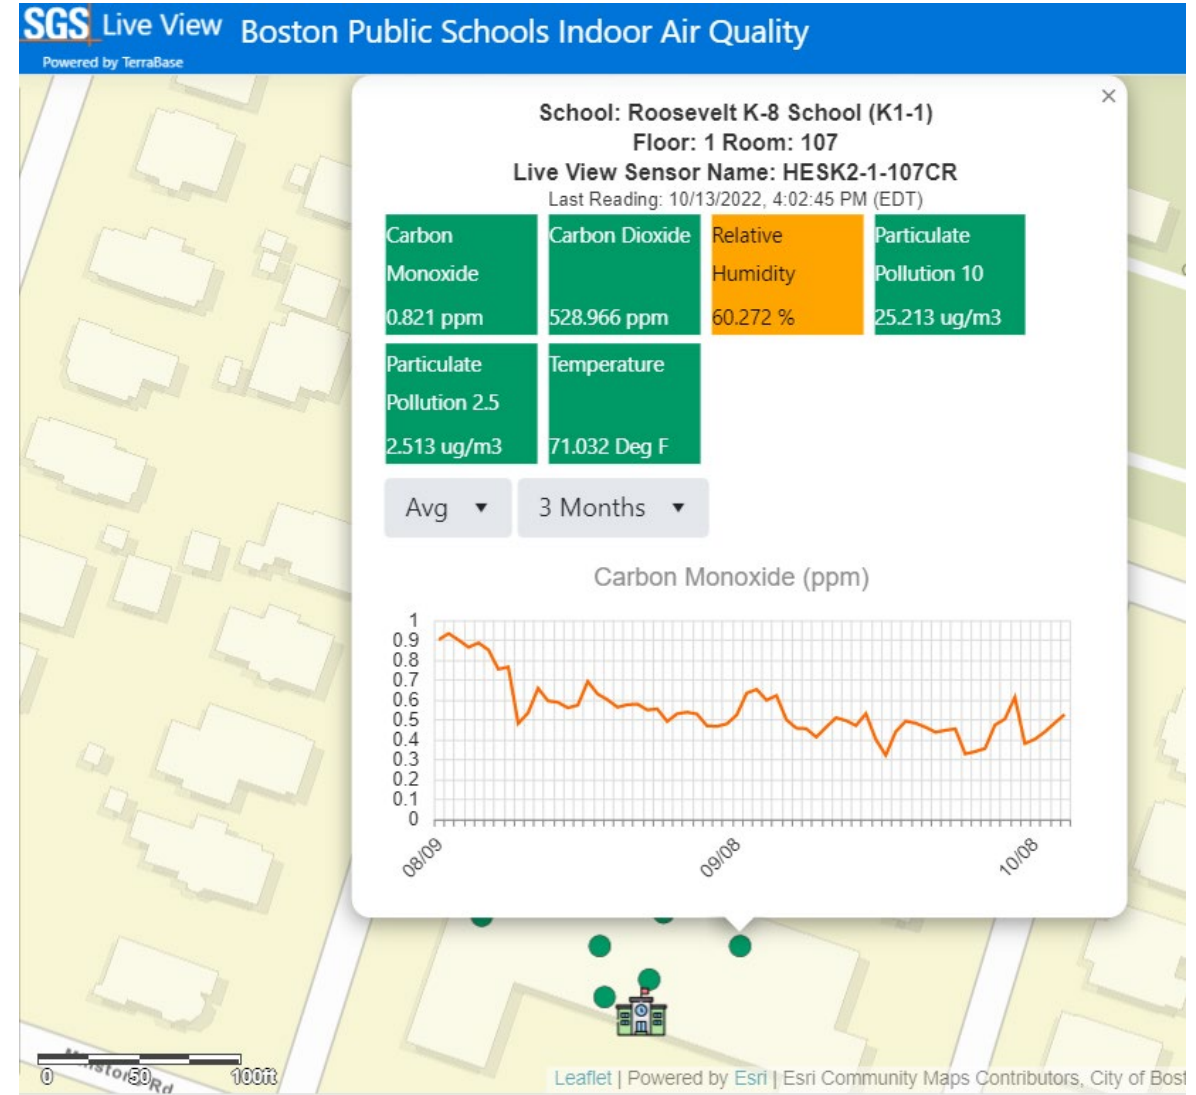 SGS Live View Boston Public Schools Indoor Air Quality
Powered by TerraBase
×
School: Roosevelt K-8 School (K1-1)
Floor: 1 Room: 107
Live View Sensor Name: HESK2-1-107CR
Last Reading: 10/13/2022, 4:02:45 PM (EDT)
Carbon
Monoxide
0.821 ppm
Carbon Dioxide
528.966 ppm
Relative
Humidity
60.272 %
Particulate
Pollution 10
25.213 ug/m3
Particulate
Pollution 2.5
2.513 ug/m3
Temperature
71.032 Deg F
Avg ▼
3 Months ▼
Carbon Monoxide (ppm)
1
0.9
0.8
0.7
0.6
0.5
0.4
0.3
0.2
0.1
0
08/09
09/08
10/08
0 50 100ft
Rd
Leaflet | Powered by Esri | Esri Community Maps Contributors, City of Bost